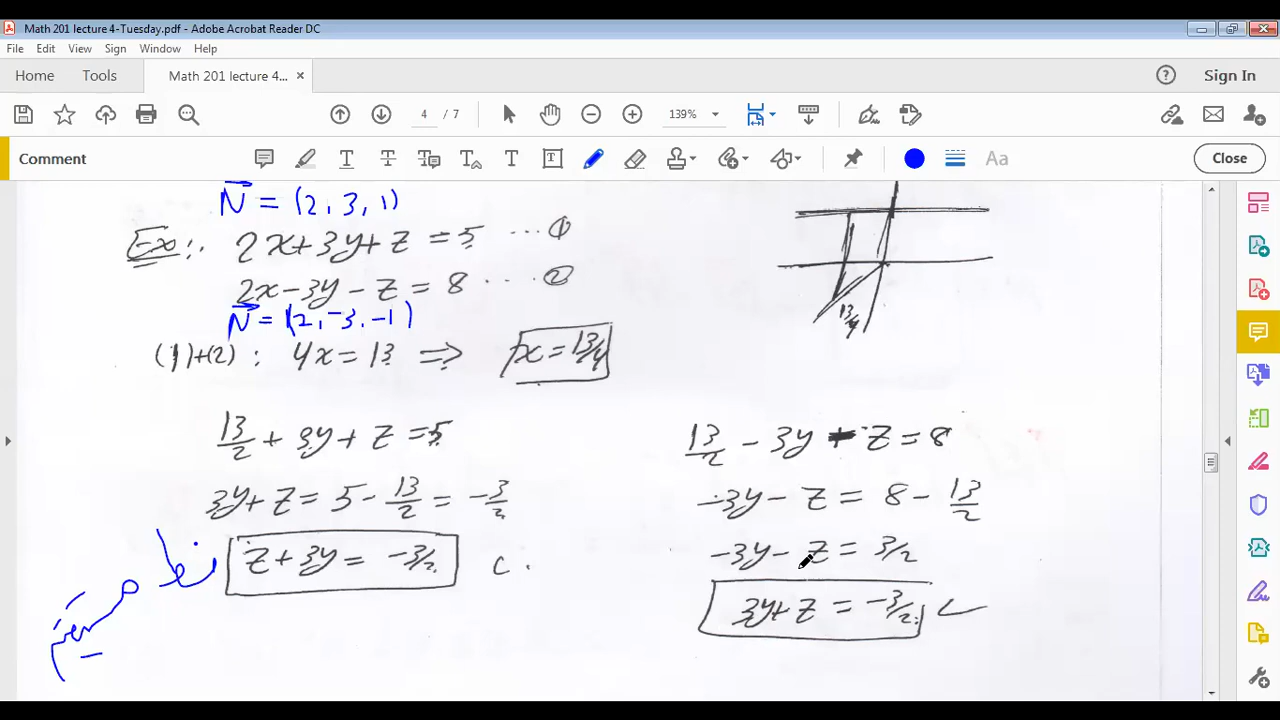 Math 201 lecture 4-Tuesday.pdf - Adobe Acrobat Reader DC
File Edit View Sign Window Help
Home Tools Math 201 lecture 4... × Sign In
4 / 7 139%
Comment Close
N = (2, 3, 1)
Ex:. 2x+3y+z = 5 ... ①
2x-3y-z = 8 ... ②
N = (2, -3, -1)
(1)+(2) : 4x = 13 ⇒ x = 13/4
13/4
13/2 + 3y + z = 5
3y+z = 5 - 13/2 = -3/2
z + 3y = -3/2
خط مستقيم
13/2 - 3y - z = 8
-3y - z = 8 - 13/2
-3y - z = 3/2
3y+z = -3/2